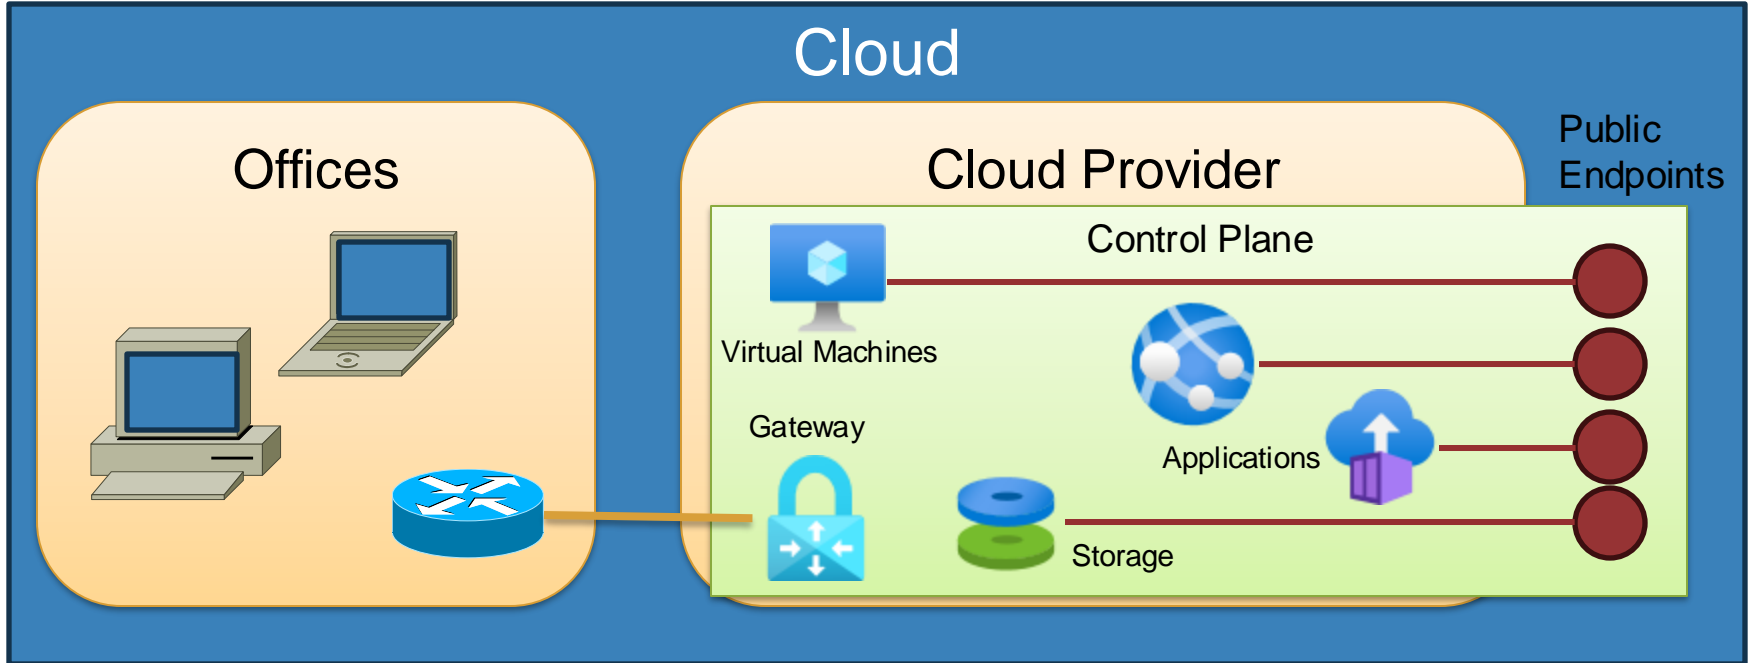 Cloud
Offices
Cloud Provider
Public
Endpoints
Control Plane
Virtual Machines
Gateway
Applications
Storage